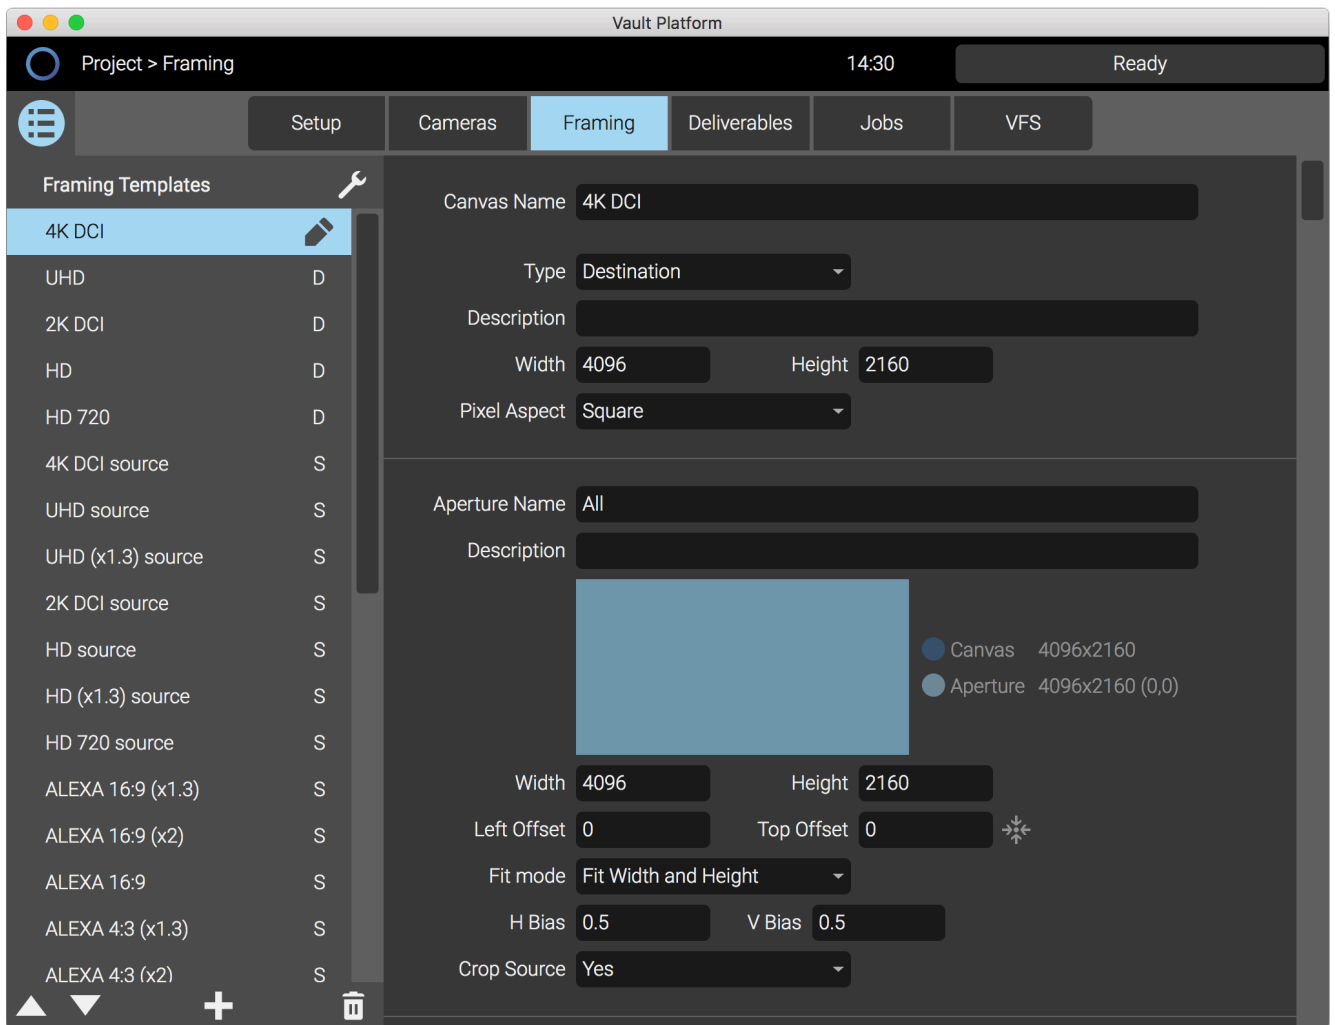 Vault Platform
Project > Framing
14:30
Ready
Setup
Cameras
Framing
Deliverables
Jobs
VFS
Framing Templates
4K DCI
UHD D
2K DCI D
HD D
HD 720 D
4K DCI source S
UHD source S
UHD (x1.3) source S
2K DCI source S
HD source S
HD (x1.3) source S
HD 720 source S
ALEXA 16:9 (x1.3) S
ALEXA 16:9 (x2) S
ALEXA 16:9 S
ALEXA 4:3 (x1.3) S
ALEXA 4:3 (x2) S
Canvas Name 4K DCI
Type Destination
Description
Width 4096 Height 2160
Pixel Aspect Square
Aperture Name All
Description
Canvas 4096x2160
Aperture 4096x2160 (0,0)
Width 4096 Height 2160
Left Offset 0 Top Offset 0
Fit mode Fit Width and Height
H Bias 0.5 V Bias 0.5
Crop Source Yes